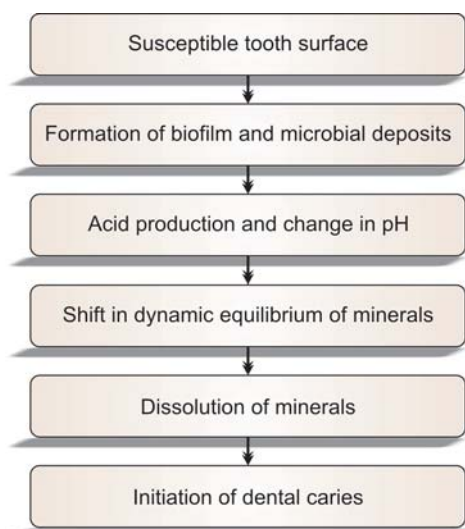 Susceptible tooth surface
Formation of biofilm and microbial deposits
Acid production and change in pH
Shift in dynamic equilibrium of minerals
Dissolution of minerals
Initiation of dental caries